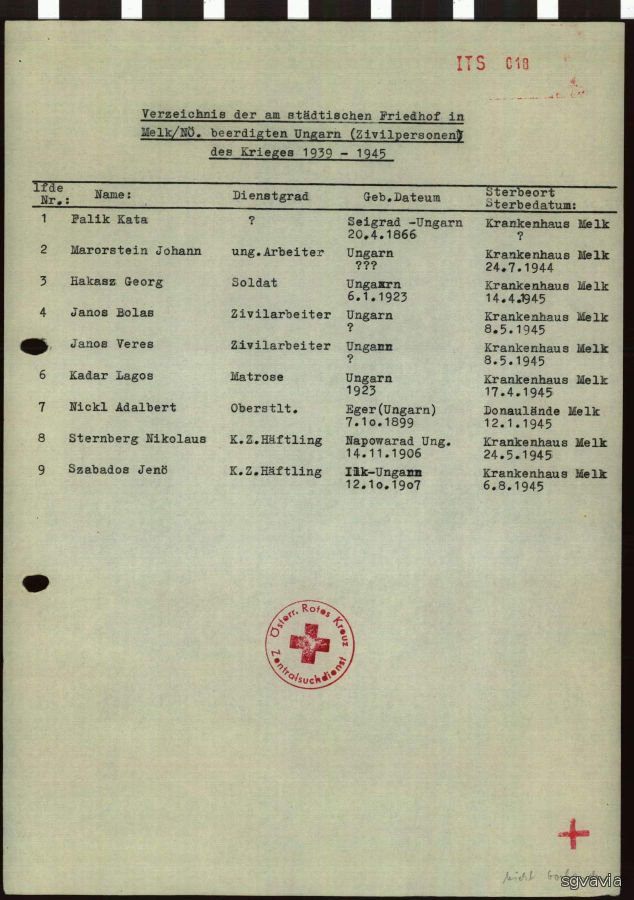 ITS 018
Verzeichnis der am städtischen Friedhof in
Melk/NÖ. beerdigten Ungarn (Zivilpersonen)
des Krieges 1939 - 1945
lfde Nr.: Name: Dienstgrad Geb.Dateum Sterbeort Sterbedatum:
1 Falik Kata ? Seigrad -Ungarn Krankenhaus Melk
20.4.1866 ?
2 Marorstein Johann ung.Arbeiter Ungarn Krankenhaus Melk
??? 24.7.1944
3 Hakasz Georg Soldat Ungarn Krankenhaus Melk
6.1.1923 14.4.1945
4 Janos Bolas Zivilarbeiter Ungarn Krankenhaus Melk
? 8.5.1945
Janos Veres Zivilarbeiter Ungann Krankenhaus Melk
? 8.5.1945
6 Kadar Lagos Matrose Ungarn Krankenhaus Melk
1923 17.4.1945
7 Nickl Adalbert Oberstlt. Eger(Ungarn) Donaulände Melk
7.1o.1899 12.1.1945
8 Sternberg Nikolaus K.Z.Häftling Napowarad Ung. Krankenhaus Melk
14.11.1906 24.5.1945
9 Szabados Jenö K.Z.Häftling Ilk-Ungann Krankenhaus Melk
12.1o.19o7 6.8.1945
Österr. Rotes Kreuz
Zentralsuchdienst
nicht
sgvavia